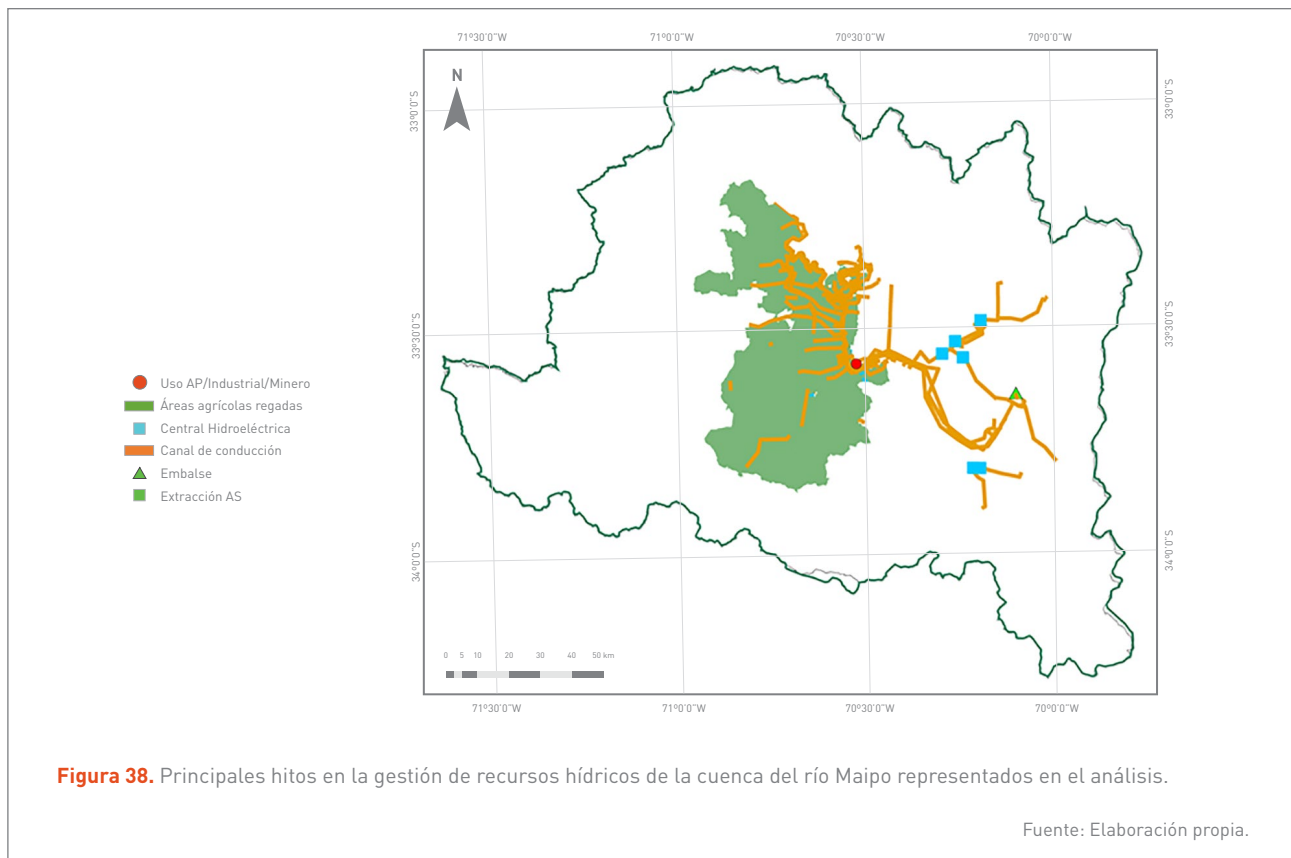 71°30'0"W 71°0'0"W 70°30'0"W 70°0'0"W
N
33°0'0"S 33°0'0"S
33°30'0"S 33°30'0"S
Uso AP/Industrial/Minero
Áreas agrícolas regadas
Central Hidroeléctrica
Canal de conducción
Embalse
Extracción AS
34°0'0"S 34°0'0"S
0 5 10 20 30 40 50 km
71°30'0"W 71°0'0"W 70°30'0"W 70°0'0"W
Figura 38. Principales hitos en la gestión de recursos hídricos de la cuenca del río Maipo representados en el análisis.
Fuente: Elaboración propia.